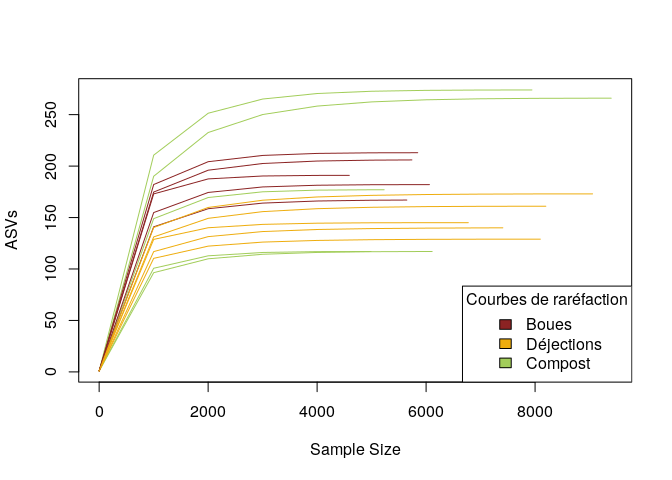 250
200
150
100
50
0
ASVs
0 2000 4000 6000 8000
Sample Size
Courbes de raréfaction
Boues
Déjections
Compost